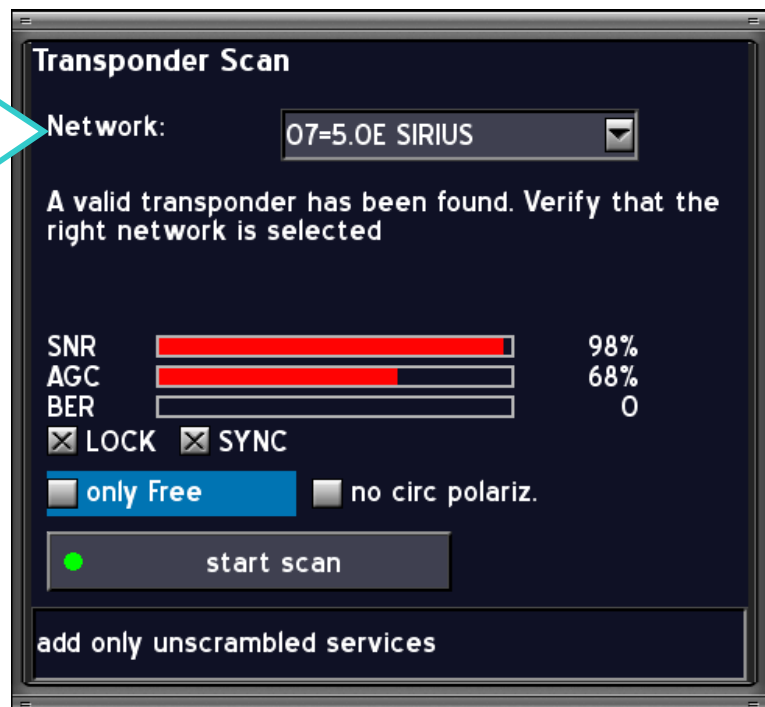 Transponder Scan
Network: 07=5.0E SIRIUS
A valid transponder has been found. Verify that the
right network is selected
SNR 98%
AGC 68%
BER 0
LOCK SYNC
only Free no circ polariz.
start scan
add only unscrambled services